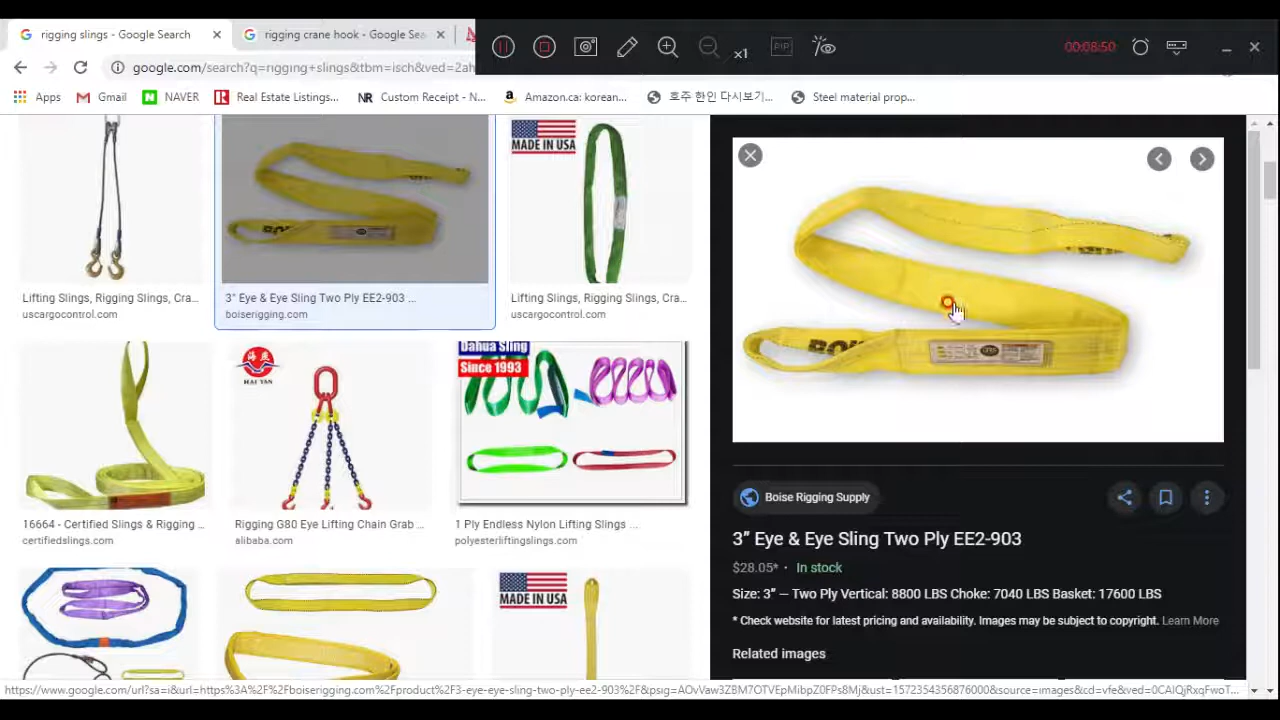 rigging slings - Google Search
rigging crane hook - Google Sea
x1
PIP
00:08:50
google.com/search?q=rigging+slings&tbm=isch&ved=2ah
Apps
Gmail
NAVER
Real Estate Listings...
NR Custom Receipt - N...
Amazon.ca: korean...
호주 한인 다시보기...
Steel material prop...
MADE IN USA
Lifting Slings, Rigging Slings, Cra...
uscargocontrol.com
3" Eye & Eye Sling Two Ply EE2-903 ...
boiserigging.com
Lifting Slings, Rigging Slings, Cra...
uscargocontrol.com
HAI YAN
Dahua Sling
Since 1993
16664 - Certified Slings & Rigging ...
certifiedslings.com
Rigging G80 Eye Lifting Chain Grab ...
alibaba.com
1 Ply Endless Nylon Lifting Slings ...
polyesterliftingslings.com
MADE IN USA
Boise Rigging Supply
3” Eye & Eye Sling Two Ply EE2-903
$28.05* · In stock
Size: 3” — Two Ply Vertical: 8800 LBS Choke: 7040 LBS Basket: 17600 LBS
* Check website for latest pricing and availability. Images may be subject to copyright. Learn More
Related images